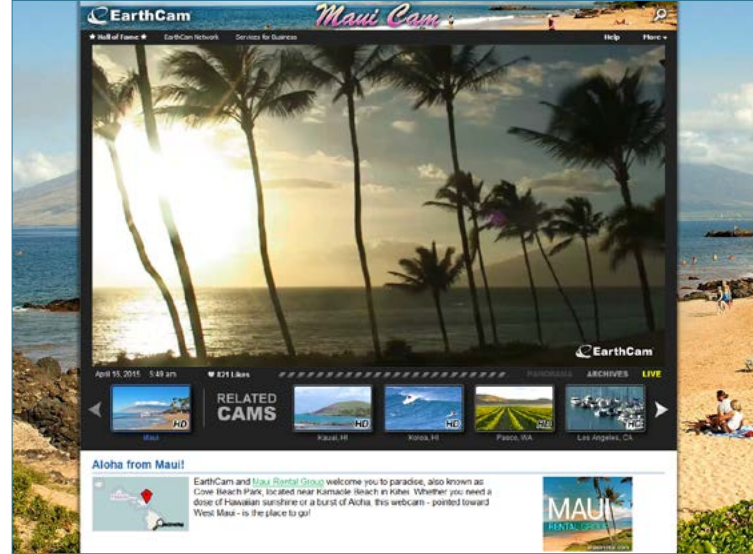 EarthCam
Maui Cam
★ Hall of Fame ★ EarthCam Network Services for Business Help More
EarthCam
April 15, 2015 5:49 am ♥ 821 Likes PANORAMA ARCHIVES LIVE
RELATED
CAMS
HD HD HD HD HD
Maui Kauai, HI Korea, HI Pasco, WA Los Angeles, CA
Aloha from Maui!
EarthCam and Maui Rental Group welcome you to paradise, also known as
Cove Beach Park, located near Kamaole Beach in Kihei. Whether you need a
dose of Hawaiian sunshine or a burst of Aloha, this webcam - pointed toward
West Maui - is the place to go!
MAUI
RENTAL GROUP